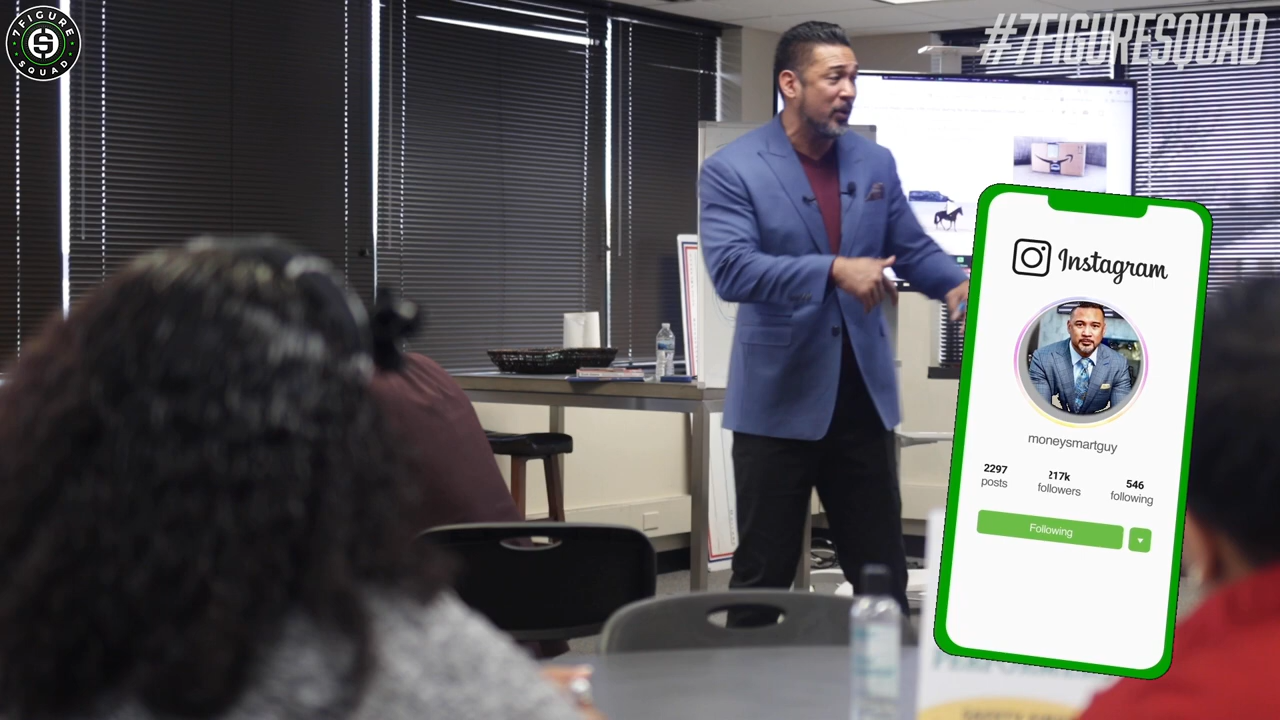 7 FIGURE
SQUAD
#7FIGURESQUAD
Instagram
moneysmartguy
2297
posts
217k
followers
546
following
Following